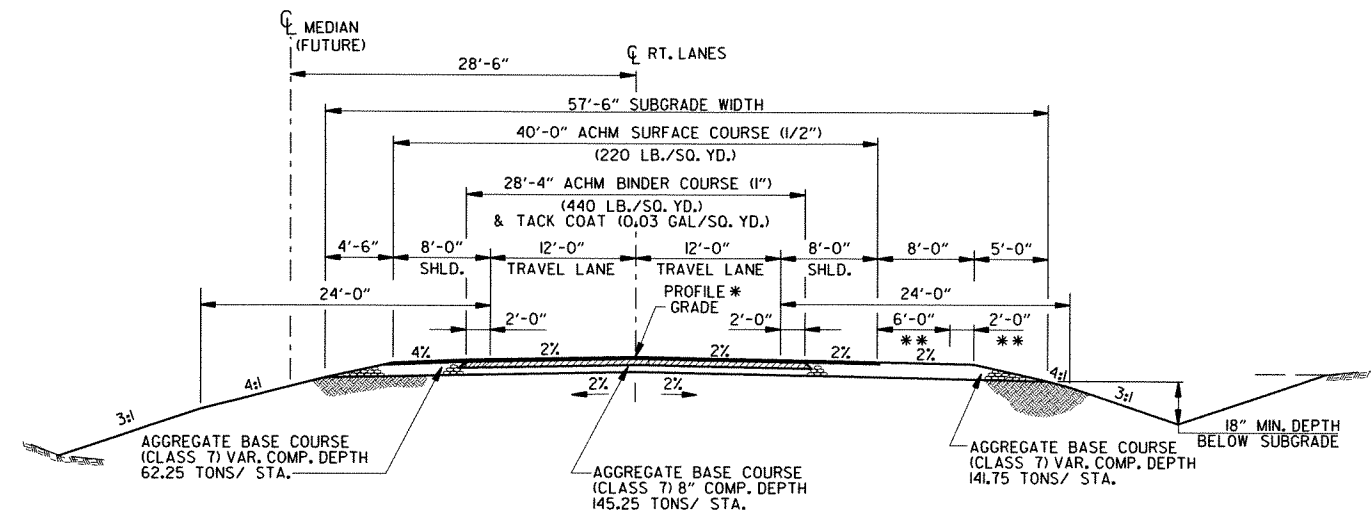 ℄ MEDIAN
(FUTURE)
℄ RT. LANES
28'-6"
57'-6" SUBGRADE WIDTH
40'-0" ACHM SURFACE COURSE (1/2")
(220 LB./SQ. YD.)
28'-4" ACHM BINDER COURSE (1")
(440 LB./SQ. YD.)
& TACK COAT (0.03 GAL/SQ. YD.)
4'-6" 8'-0" 12'-0" 12'-0" 8'-0" 8'-0" 5'-0"
SHLD. TRAVEL LANE TRAVEL LANE SHLD.
24'-0" PROFILE * 24'-0"
GRADE
2'-0" 2'-0" 6'-0" 2'-0"
** **
4% 2% 2% 2% 2%
4:1 4:1
2% 2%
3:1 3:1
18" MIN. DEPTH
BELOW SUBGRADE
AGGREGATE BASE COURSE
(CLASS 7) VAR. COMP. DEPTH
62.25 TONS/ STA.
AGGREGATE BASE COURSE
(CLASS 7) 8" COMP. DEPTH
145.25 TONS/ STA.
AGGREGATE BASE COURSE
(CLASS 7) VAR. COMP. DEPTH
141.75 TONS/ STA.